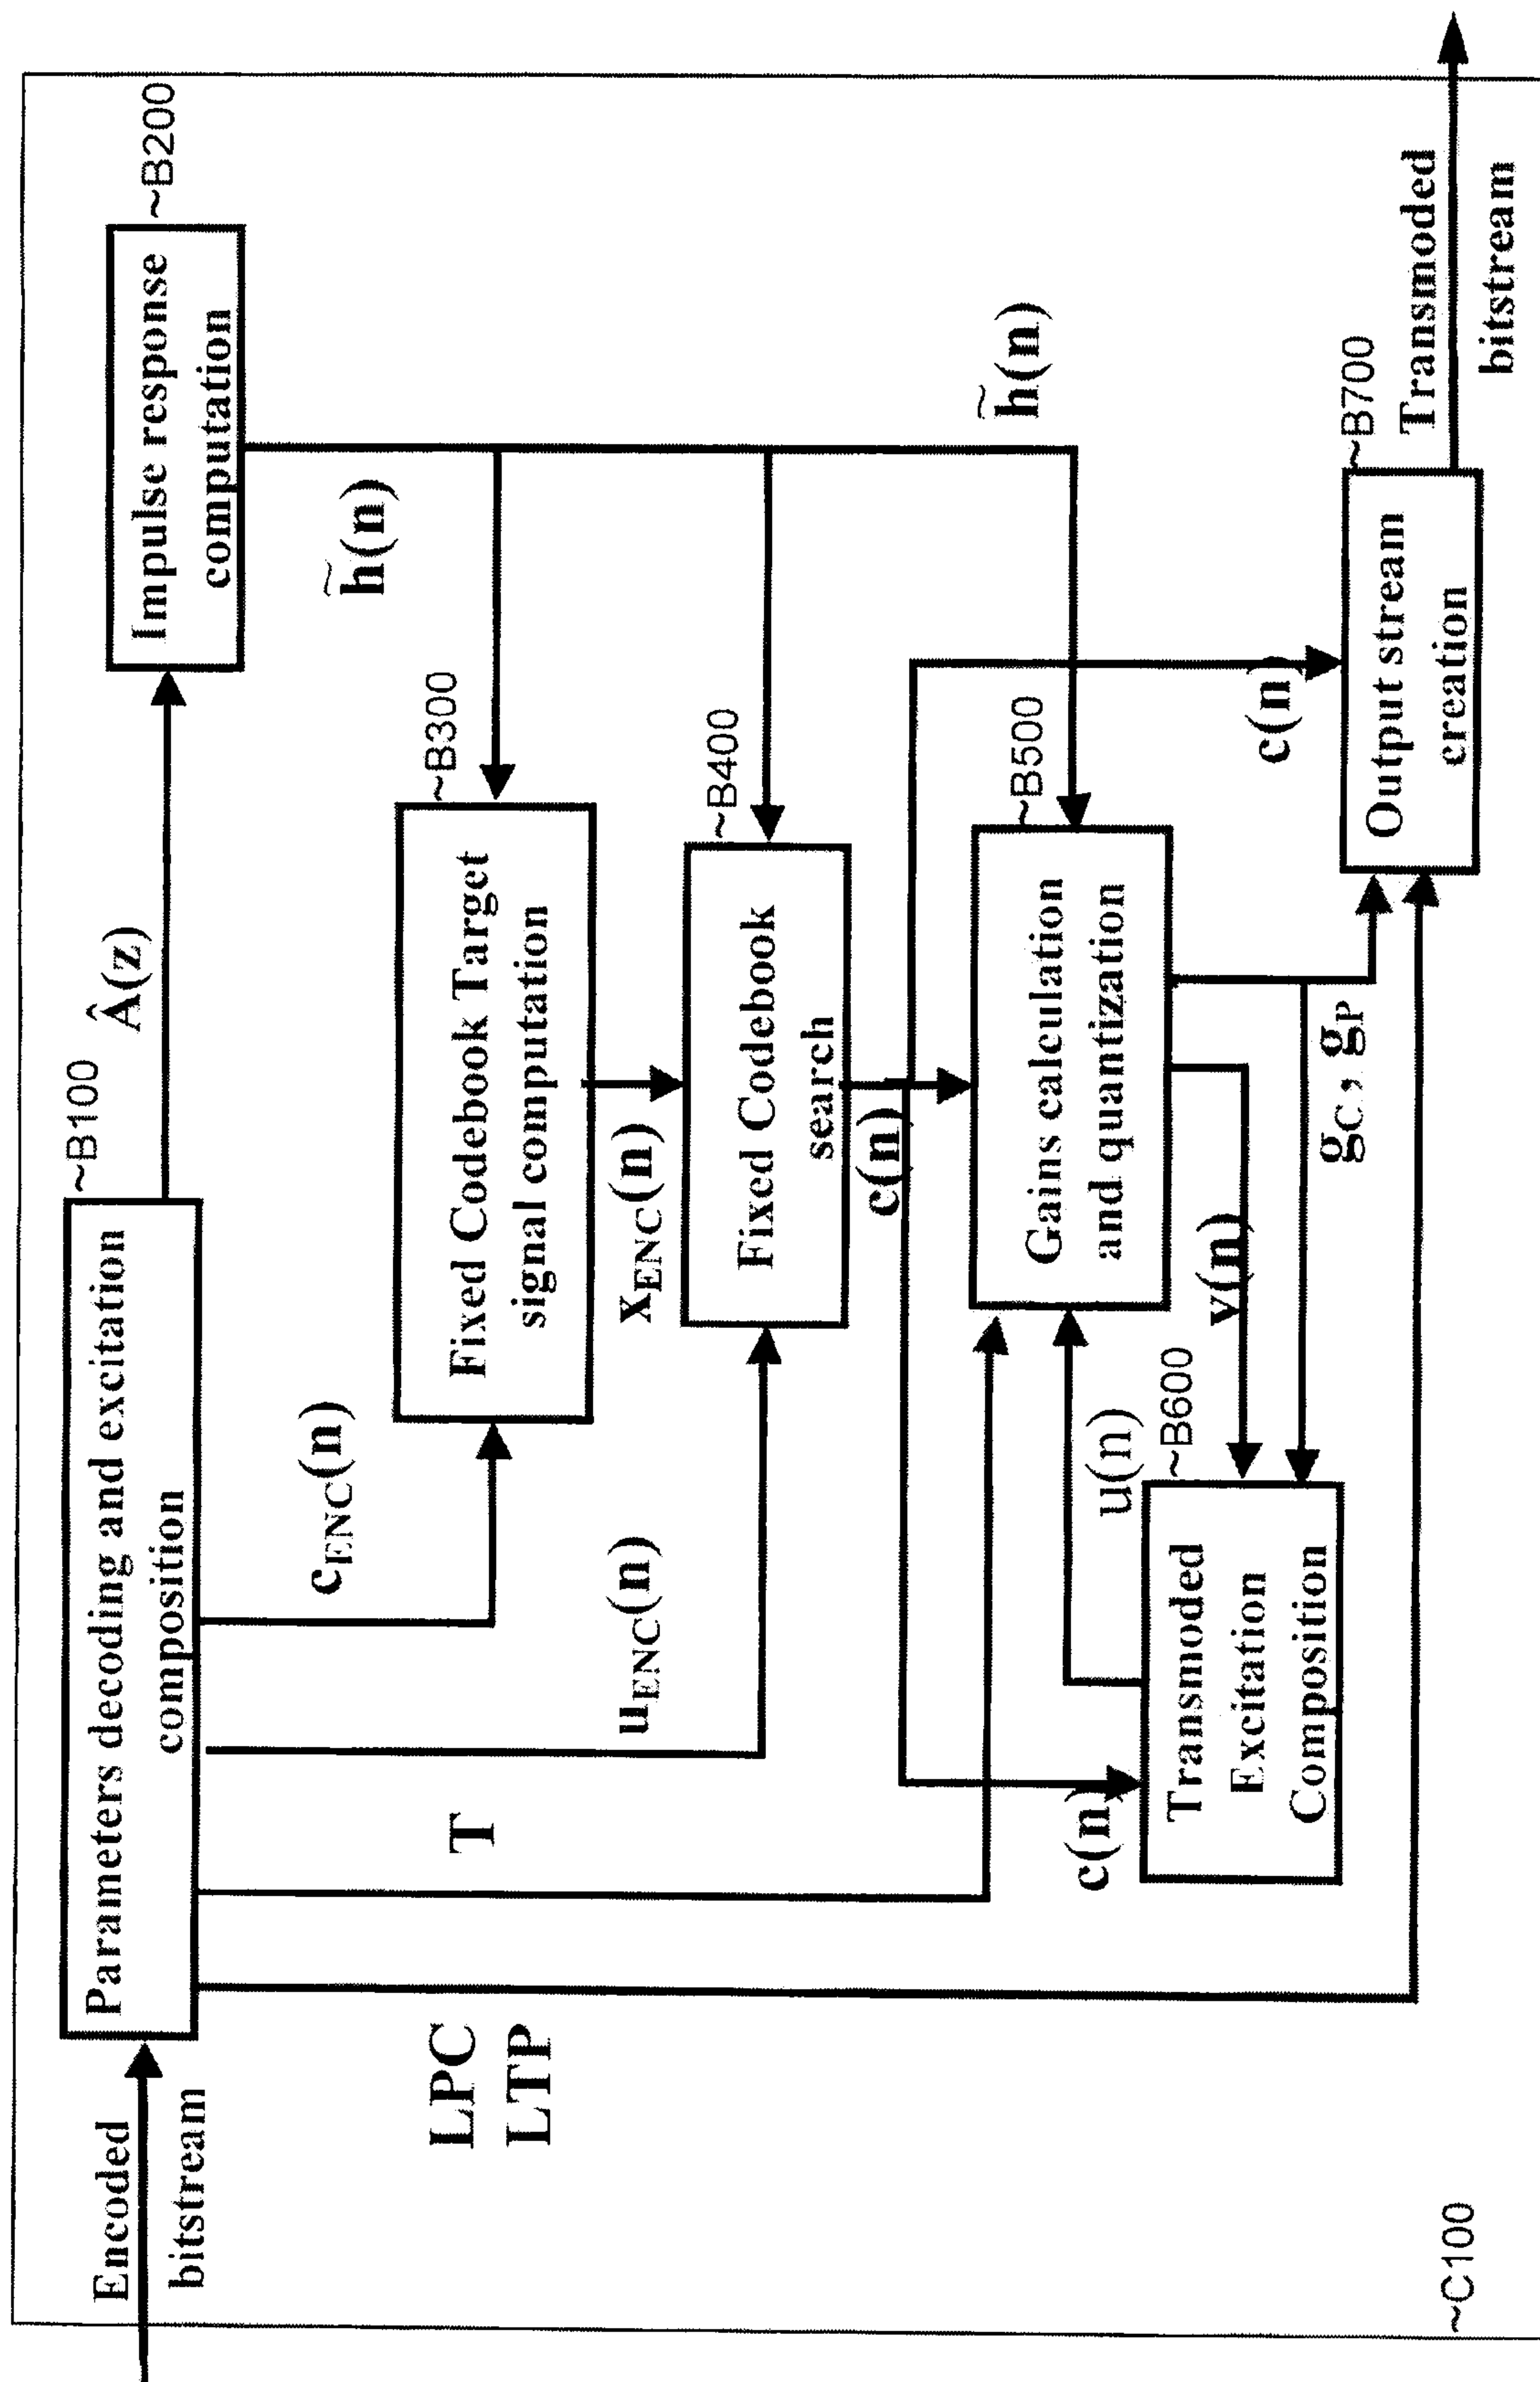 Encoded
bitstream
~B100
Parameters decoding and excitation
composition
Â(z)
~B200
Impulse response
computation
h̃(n)
h̃(n)
c_ENC(n)
~B300
Fixed Codebook Target
signal computation
x_ENC(n)
u_ENC(n)
~B400
Fixed Codebook
search
c(n)
T
~B500
Gains calculation
and quantization
u(n)
v(n)
g_C, g_P
c(n)
~B600
Transmoded
Excitation
Composition
c(n)
LPC
LTP
~B700
Output stream
creation
Transmoded
bitstream
~C100